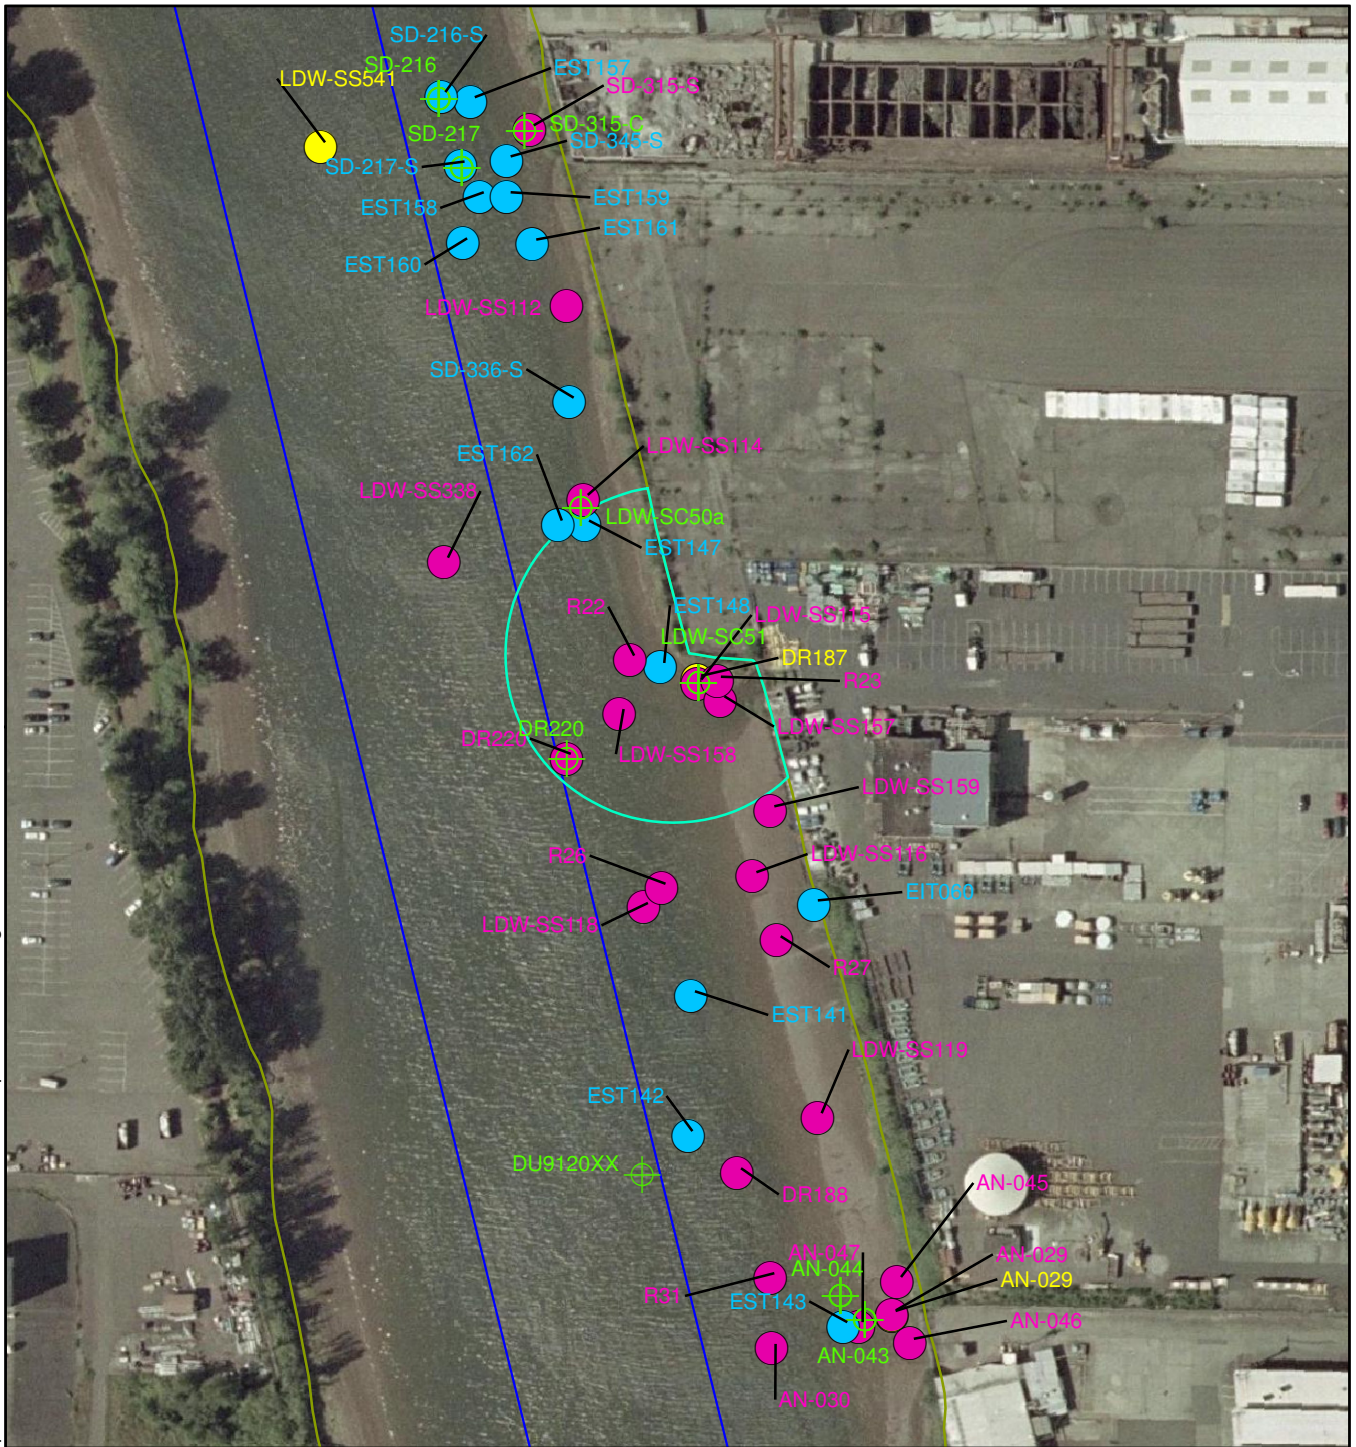 SD-216-S
SD-216
EST157
LDW-SS541
SD-315-S
SD-315-C
SD-217
SD-345-S
SD-217-S
EST158
EST159
EST161
EST160
LDW-SS112
SD-336-S
LDW-SS114
EST162
LDW-SS339
LDW-SC50a
EST147
R22
EST148
LDW-SS115
LDW-SC51
DR187
R23
LDW-SS157
DR220
DR220
LDW-SS158
LDW-SS159
R26
LDW-SS116
EIT060
LDW-SS118
R27
EST141
LDW-SS119
EST142
DU9120XX
DR188
AN-045
AN-047
AN-029
AN-044
AN-029
R31
EST143
AN-046
AN-043
AN-030